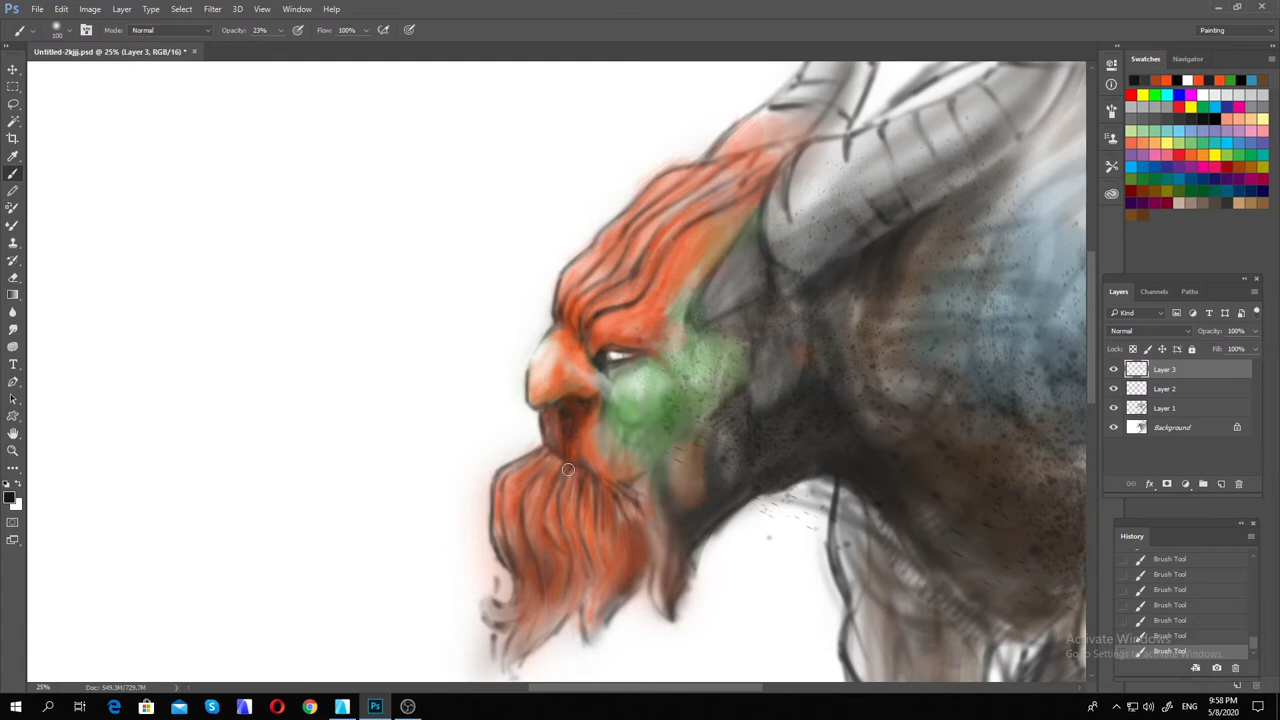 Ps File Edit Image Layer Type Select Filter 3D View Window Help
100 Mode: Normal Opacity: 23% Flow: 100% Painting
Untitled-2kjjj.psd @ 25% (Layer 3, RGB/16) *
Swatches Navigator
Layers Channels Paths
Kind
Normal Opacity: 100%
Lock: Fill: 100%
Layer 3
Layer 2
Layer 1
Background
fx
History
Brush Tool
Brush Tool
Brush Tool
Brush Tool
Brush Tool
Brush Tool
Brush Tool
Activate Windows
Go to Settings to activate Windows.
25% Doc: 549.3M/729.7M
ENG 9:58 PM
5/8/2020